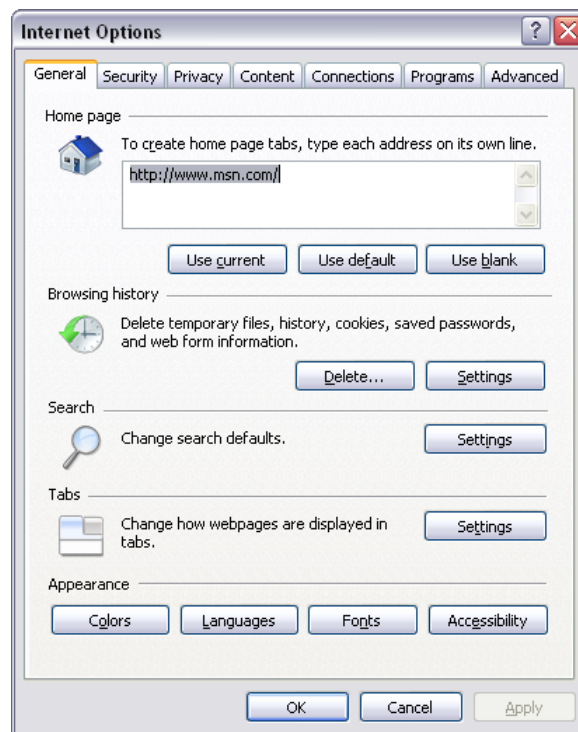 Internet Options
General Security Privacy Content Connections Programs Advanced
Home page
To create home page tabs, type each address on its own line.
http://www.msn.com/
Use current Use default Use blank
Browsing history
Delete temporary files, history, cookies, saved passwords,
and web form information.
Delete... Settings
Search
Change search defaults. Settings
Tabs
Change how webpages are displayed in
tabs.
Settings
Appearance
Colors Languages Fonts Accessibility
OK Cancel Apply